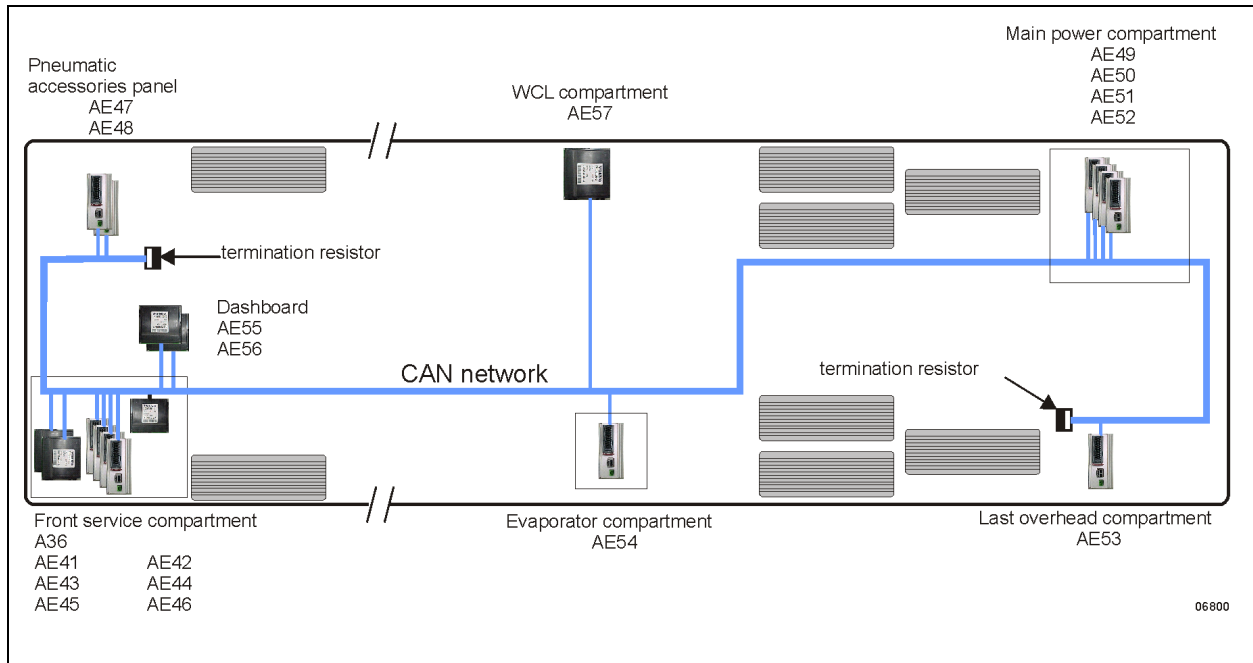 Pneumatic
accessories panel
AE47
AE48
WCL compartment
AE57
Main power compartment
AE49
AE50
AE51
AE52
termination resistor
Dashboard
AE55
AE56
CAN network
termination resistor
Front service compartment
A36
AE41 AE42
AE43 AE44
AE45 AE46
Evaporator compartment
AE54
Last overhead compartment
AE53
06800